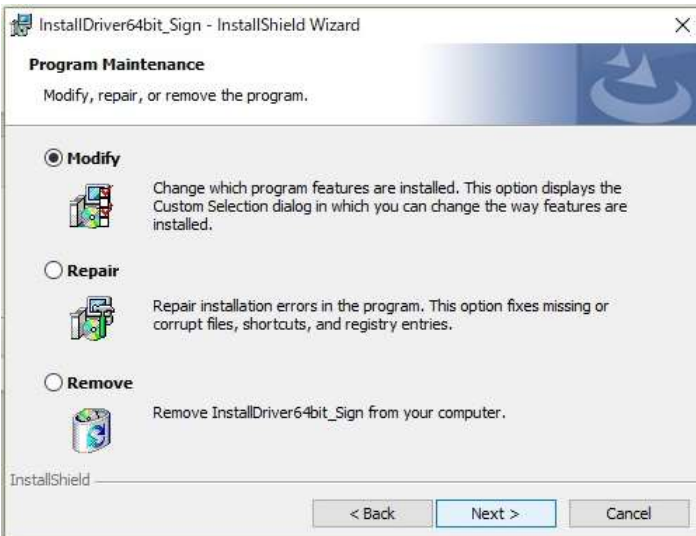 InstallDriver64bit_Sign - InstallShield Wizard
Program Maintenance
Modify, repair, or remove the program.
Modify
Change which program features are installed. This option displays the
Custom Selection dialog in which you can change the way features are
installed.
Repair
Repair installation errors in the program. This option fixes missing or
corrupt files, shortcuts, and registry entries.
Remove
Remove InstallDriver64bit_Sign from your computer.
InstallShield
< Back Next > Cancel